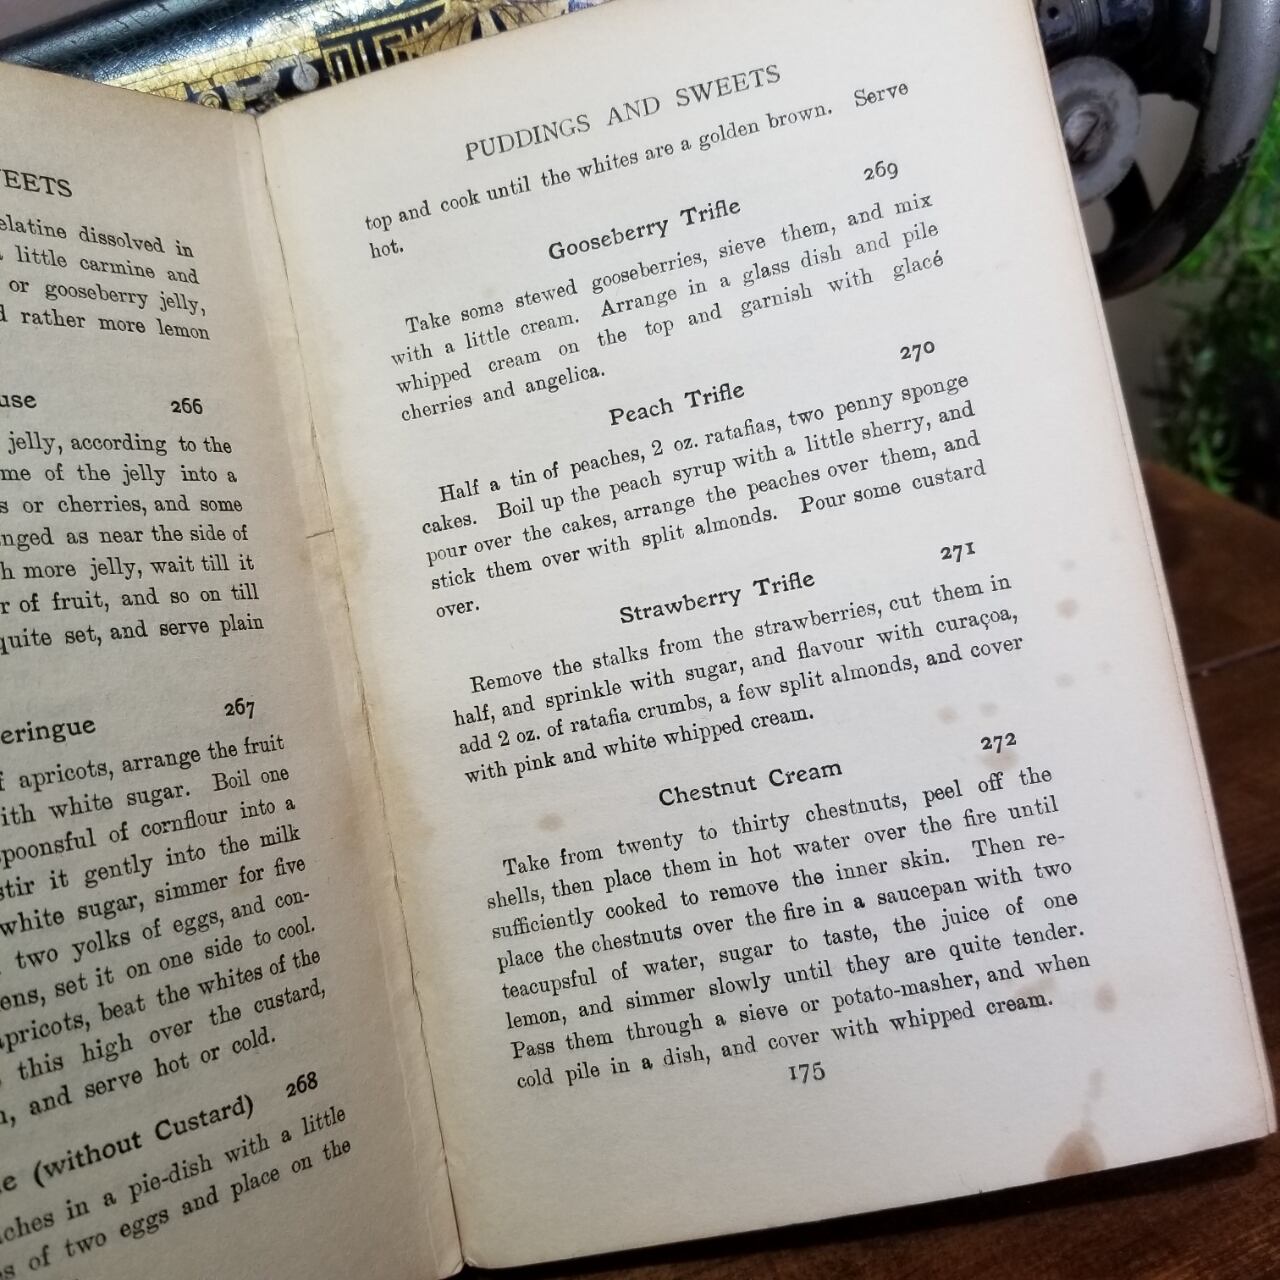 EETS
elatine dissolved in
little carmine and
or gooseberry jelly,
rather more lemon
use 266
jelly, according to the
me of the jelly into a
s or cherries, and some
nged as near the side of
h more jelly, wait till it
r of fruit, and so on till
quite set, and serve plain
eringue 267
f apricots, arrange the fruit
ith white sugar. Boil one
poonsful of cornflour into a
stir it gently into the milk
white sugar, simmer for five
two yolks of eggs, and con-
ens, set it on one side to cool.
apricots, beat the whites of the
this high over the custard,
n, and serve hot or cold.
e (without Custard) 268
aches in a pie-dish with a little
s of two eggs and place on the
PUDDINGS AND SWEETS
top and cook until the whites are a golden brown. Serve
hot.
Gooseberry Trifle 269
Take some stewed gooseberries, sieve them, and mix
with a little cream. Arrange in a glass dish and pile
whipped cream on the top and garnish with glacé
cherries and angelica.
Peach Trifle 270
Half a tin of peaches, 2 oz. ratafias, two penny sponge
cakes. Boil up the peach syrup with a little sherry, and
pour over the cakes, arrange the peaches over them, and
stick them over with split almonds. Pour some custard
over.
Strawberry Trifle 271
Remove the stalks from the strawberries, cut them in
half, and sprinkle with sugar, and flavour with curaçoa,
add 2 oz. of ratafia crumbs, a few split almonds, and cover
with pink and white whipped cream.
Chestnut Cream 272
Take from twenty to thirty chestnuts, peel off the
shells, then place them in hot water over the fire until
sufficiently cooked to remove the inner skin. Then re-
place the chestnuts over the fire in a saucepan with two
teacupsful of water, sugar to taste, the juice of one
lemon, and simmer slowly until they are quite tender.
Pass them through a sieve or potato-masher, and when
cold pile in a dish, and cover with whipped cream.
175